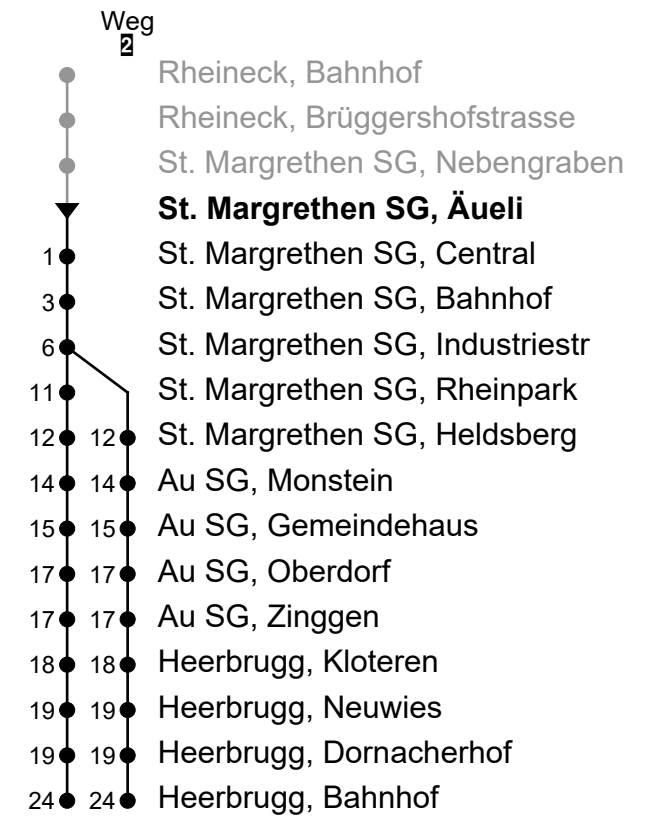 Weg
2
Rheineck, Bahnhof
Rheineck, Brüggershofstrasse
St. Margrethen SG, Nebengraben
St. Margrethen SG, Äueli
1 St. Margrethen SG, Central
3 St. Margrethen SG, Bahnhof
6 St. Margrethen SG, Industriestr
11 St. Margrethen SG, Rheinpark
12 12 St. Margrethen SG, Heldsberg
14 14 Au SG, Monstein
15 15 Au SG, Gemeindehaus
17 17 Au SG, Oberdorf
17 17 Au SG, Zinggen
18 18 Heerbrugg, Kloteren
19 19 Heerbrugg, Neuwies
19 19 Heerbrugg, Dornacherhof
24 24 Heerbrugg, Bahnhof